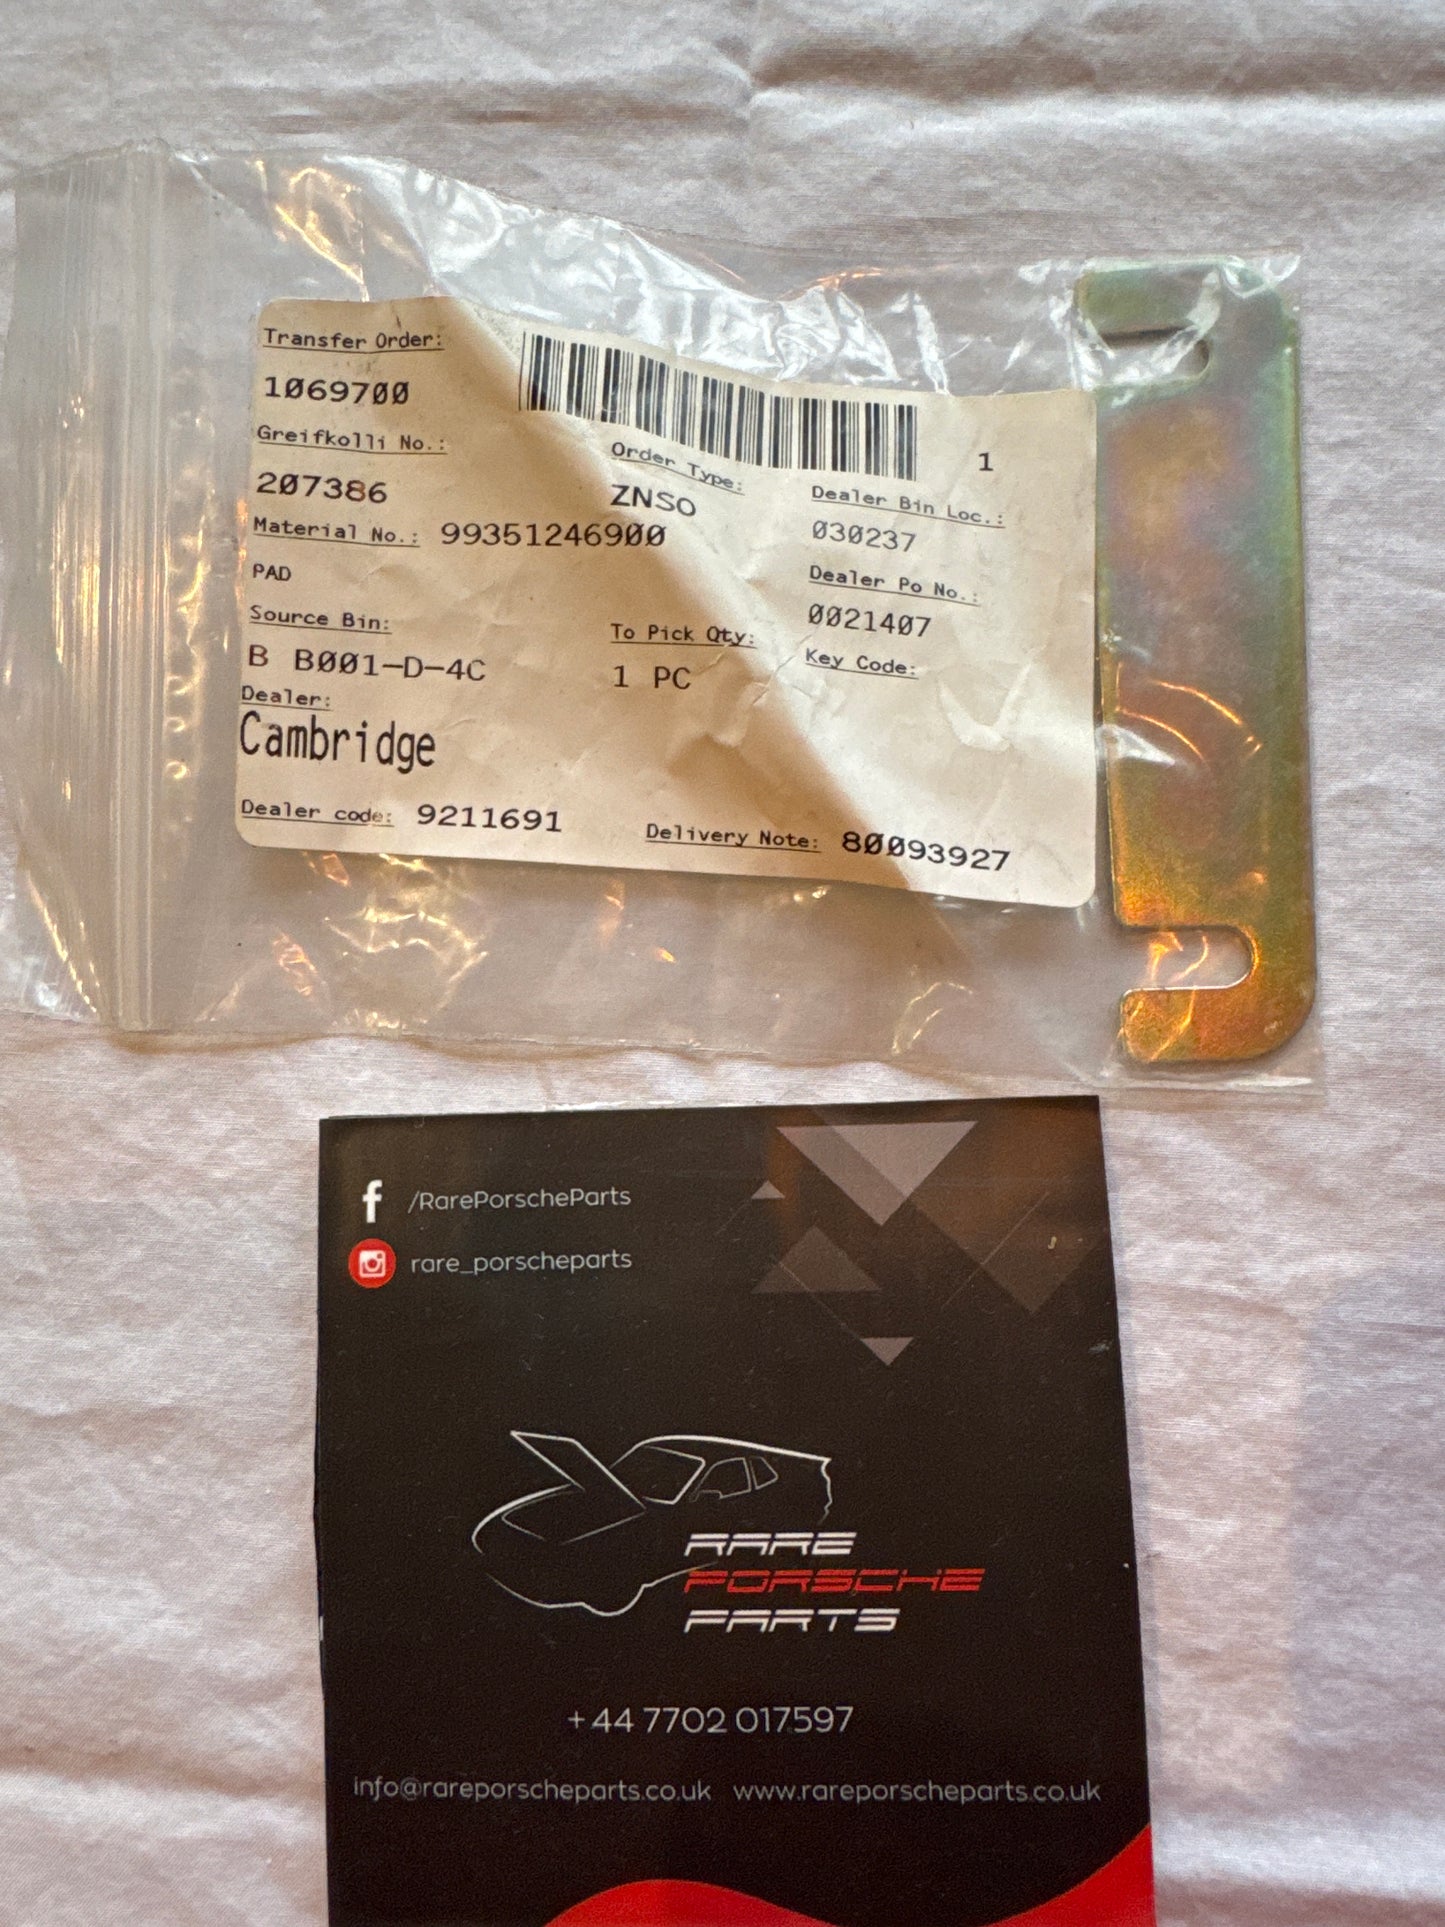 Transfer Order:
1069700
1
Greifkolli No.:
Order Type:
Dealer Bin Loc.:
207386
ZNSO
030237
Material No.: 99351246900
Dealer Po No.:
PAD
0021407
Source Bin:
To Pick Qty:
Key Code:
B B001-D-4C
1 PC
Dealer:
Cambridge
Dealer code: 9211691
Delivery Note: 80093927
/RarePorscheParts
rare_porscheparts
RARE
PORSCHE
PARTS
+44 7702 017597
info@rareporscheparts.co.uk www.rareporscheparts.co.uk